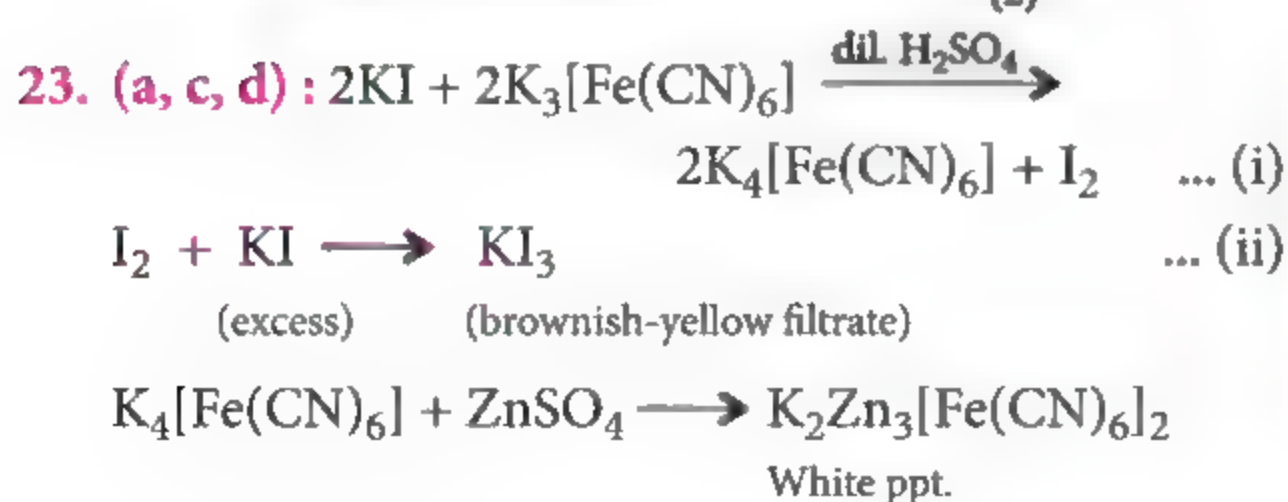 (2)
23. (a, c, d) : 2KI + 2K₃[Fe(CN)₆] dil. H₂SO₄ ⟶
2K₄[Fe(CN)₆] + I₂ ... (i)
I₂ + KI ⟶ KI₃ ... (ii)
(excess) (brownish-yellow filtrate)
K₄[Fe(CN)₆] + ZnSO₄ ⟶ K₂Zn₃[Fe(CN)₆]₂
White ppt.